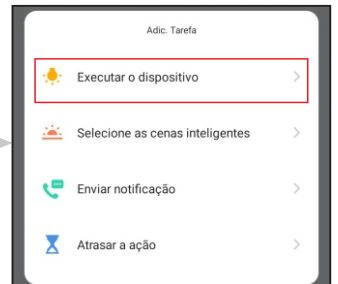 Adic. Tarefa
Executar o dispositivo
Selecione as cenas inteligentes
Enviar notificação
Atrasar a ação